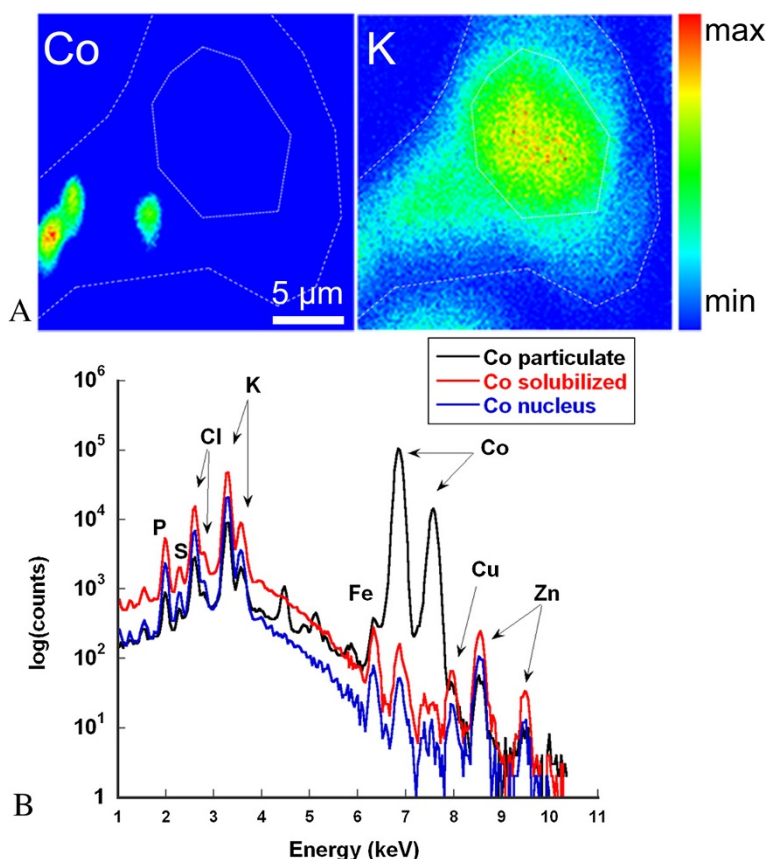 Co
K
max
min
5 μm
A
Co particulate
Co solubilized
Co nucleus
10⁶
10⁵
10⁴
10³
10²
10¹
1
log(counts)
P
S
Cl
K
Fe
Co
Cu
Zn
1 2 3 4 5 6 7 8 9 10 11
Energy (keV)
B